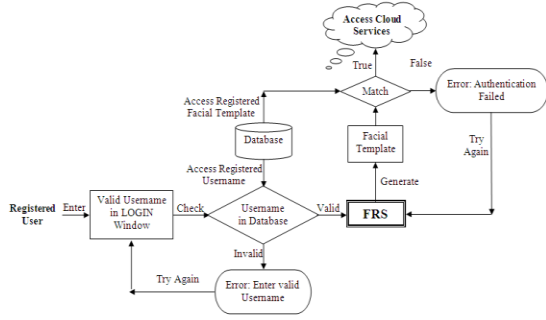 Access Cloud
Services
True
False
Match
Error: Authentication
Failed
Access Registered
Facial Template
Database
Facial
Template
Try
Again
Access Registered
Username
Generate
Registered
User
Enter
Valid Username
in LOGIN
Window
Check
Username
in Database
Valid
FRS
Invalid
Try Again
Error: Enter valid
Username